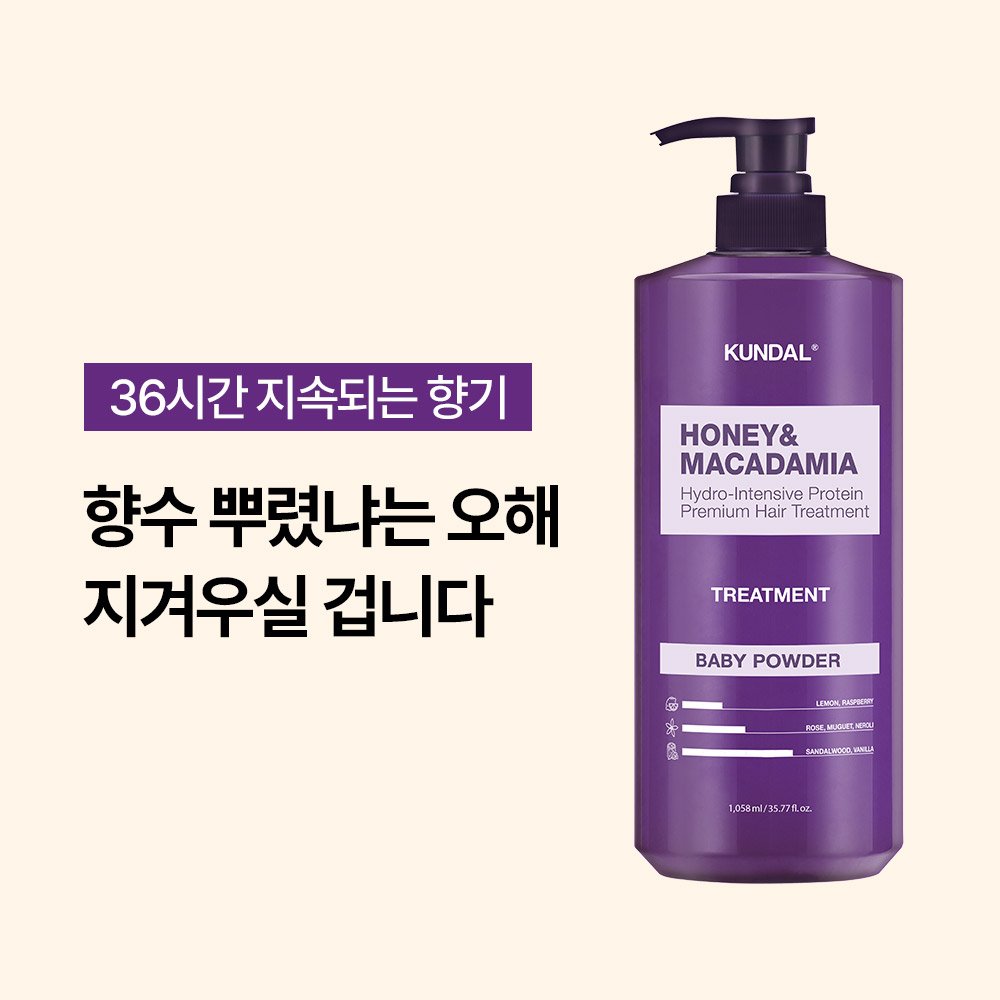 36시간 지속되는 향기
향수 뿌렸냐는 오해
지겨우실 겁니다
KUNDAL®
HONEY&
MACADAMIA
Hydro-Intensive Protein
Premium Hair Treatment
TREATMENT
BABY POWDER
LEMON, RASPBERRY
ROSE, MUGUET, NEROLI
SANDALWOOD, VANILLA
1,058 ml / 35.77 fl. oz.